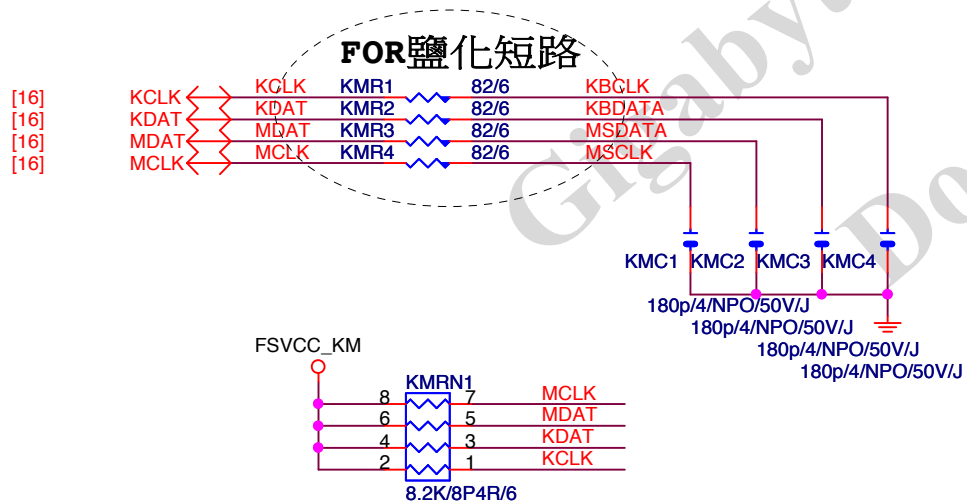 FOR鹽化短路
[16] KCLK KCLK KMR1 82/6 KBCLK
[16] KDAT KDAT KMR2 82/6 KBDATA
[16] MDAT MDAT KMR3 82/6 MSDATA
[16] MCLK MCLK KMR4 82/6 MSCLK
KMC1 KMC2 KMC3 KMC4
180p/4/NPO/50V/J
180p/4/NPO/50V/J
180p/4/NPO/50V/J
180p/4/NPO/50V/J
FSVCC_KM
KMRN1
8 7 MCLK
6 5 MDAT
4 3 KDAT
2 1 KCLK
8.2K/8P4R/6
Gigaby
Do